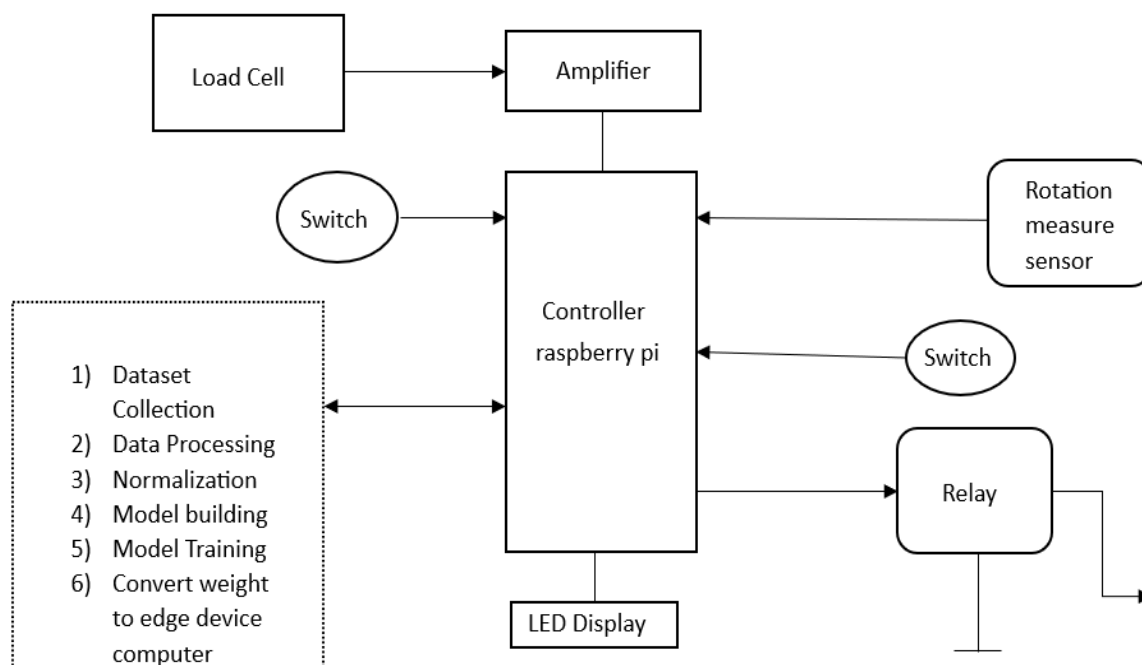 Load Cell
Amplifier
Switch
Rotation
measure
sensor
Controller
raspberry pi
Switch
1) Dataset
Collection
2) Data Processing
3) Normalization
4) Model building
5) Model Training
6) Convert weight
to edge device
computer
Relay
LED Display